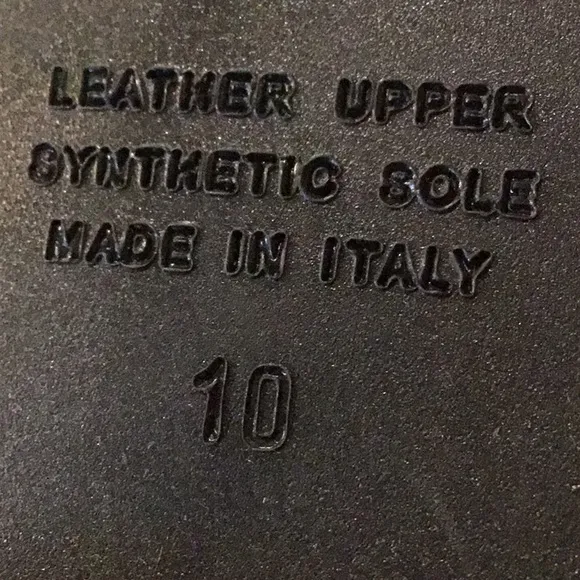 LEATHER UPPER
SYNTHETIC SOLE
MADE IN ITALY
10